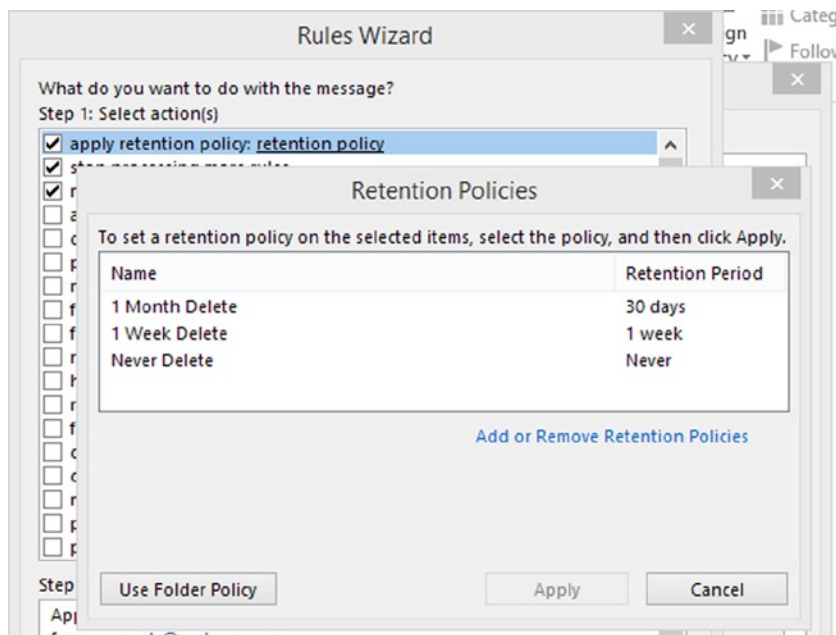 Categ
ign
Follow
Rules Wizard
What do you want to do with the message?
Step 1: Select action(s)
apply retention policy: retention policy
Retention Policies
To set a retention policy on the selected items, select the policy, and then click Apply.
Name Retention Period
1 Month Delete 30 days
1 Week Delete 1 week
Never Delete Never
Add or Remove Retention Policies
Use Folder Policy Apply Cancel
Step